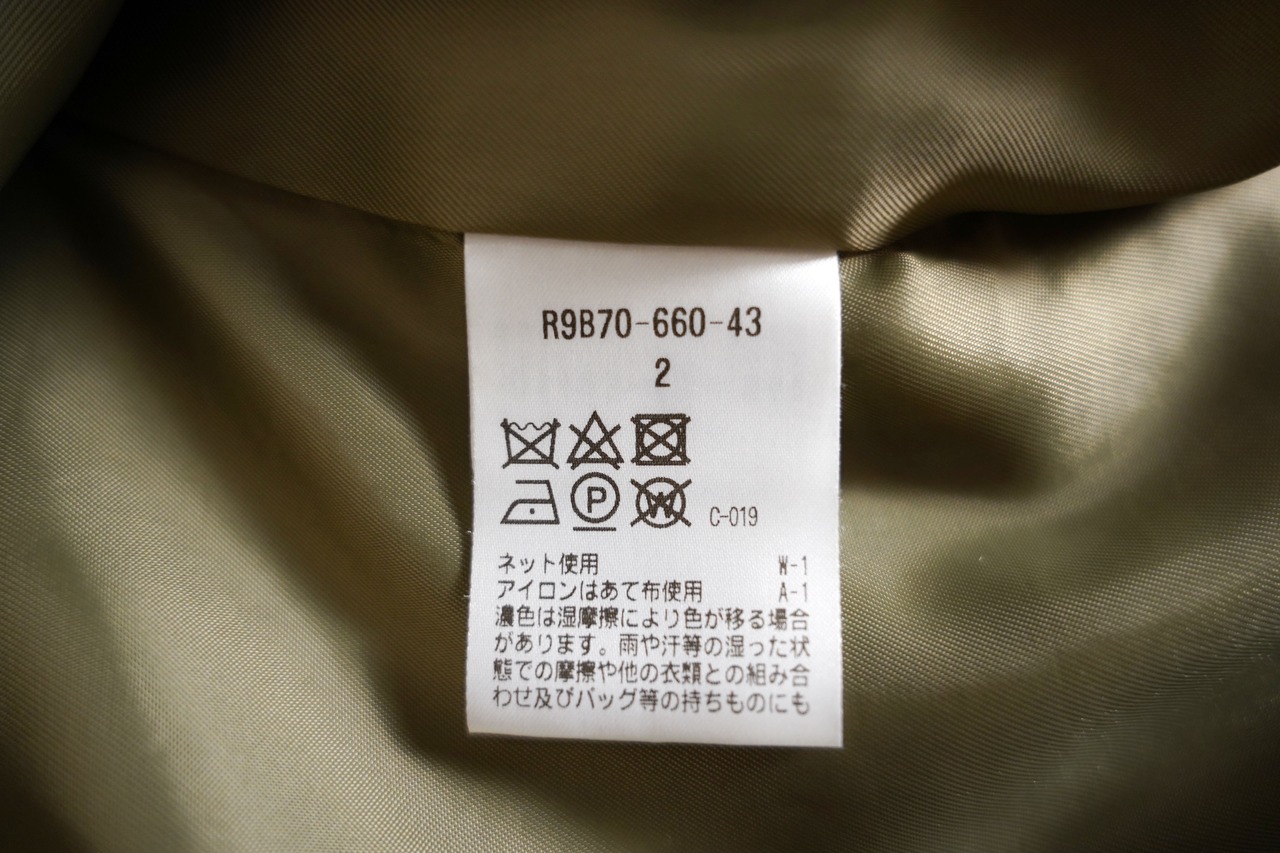 R9B70-660-43
2
P W C-019
ネット使用 W-1
アイロンはあて布使用 A-1
濃色は湿摩擦により色が移る場合
があります。雨や汗等の湿った状
態での摩擦や他の衣類との組み合
わせ及びバッグ等の持ちものにも